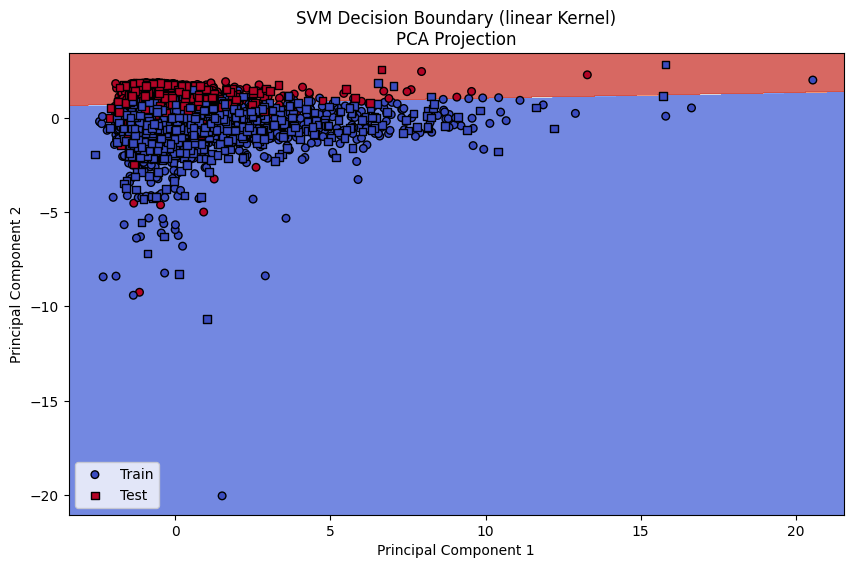 SVM Decision Boundary (linear Kernel)
PCA Projection
Principal Component 2
0
−5
−10
−15
−20
Train
Test
0
5
10
15
20
Principal Component 1